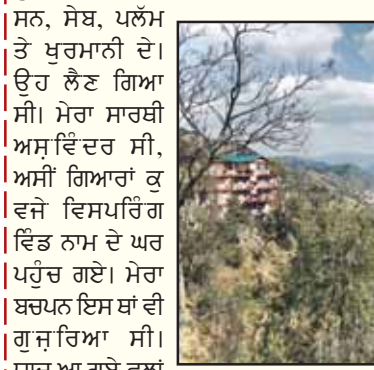 ਸਨ, ਸੇਬ, ਪਲੱਮ
ਤੇ ਖੁਰਮਾਨੀ ਦੇ।
ਉਹ ਲੈਣ ਗਿਆ
ਸੀ। ਮੇਰਾ ਸਾਰਥੀ
ਅਸ਼ਵਿੰਦਰ ਸੀ,
ਅਸੀਂ ਗਿਆਰਾਂ ਕੁ
ਵਜੇ ਵਿਸਪਰਿੰਗ
ਵਿੰਡ ਨਾਮ ਦੇ ਘਰ
ਪਹੁੰਚ ਗਏ। ਮੇਰਾ
ਬਚਪਨ ਇਸ ਥਾਂ ਵੀ
ਗੁਜ਼ਰਿਆ ਸੀ।